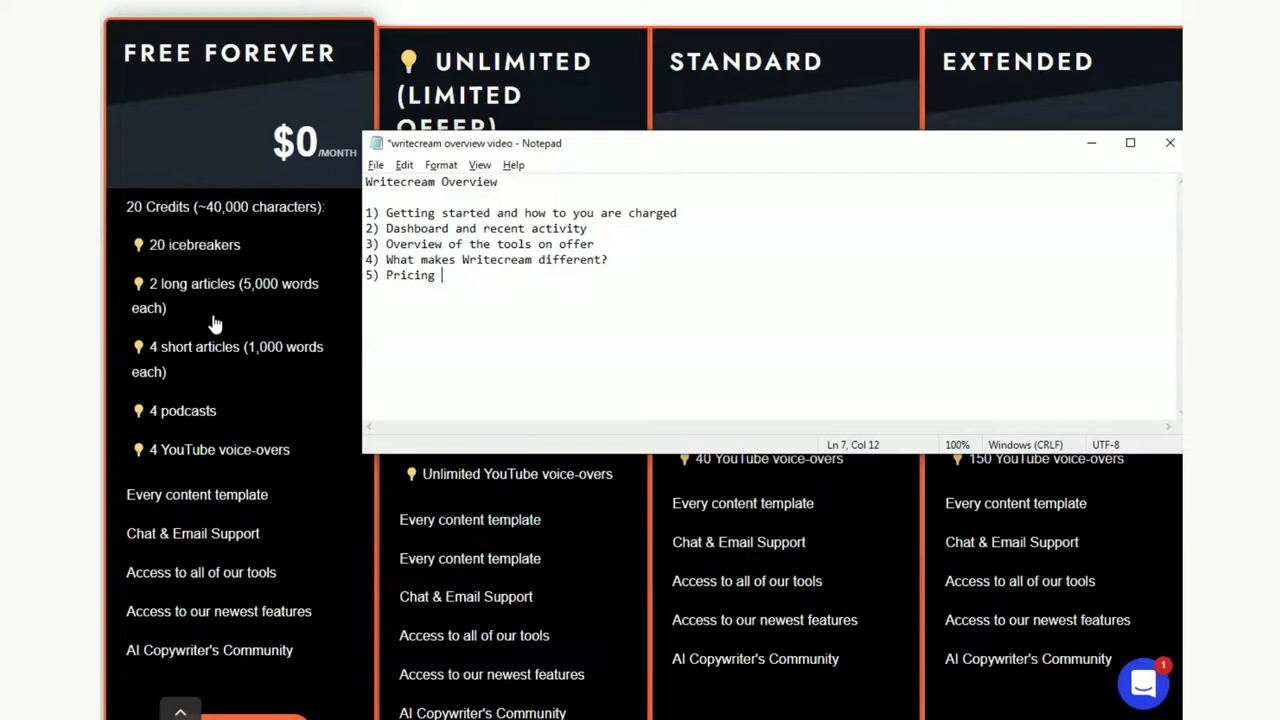 FREE FOREVER
$0 /MONTH
20 Credits (~40,000 characters):
20 icebreakers
2 long articles (5,000 words
each)
4 short articles (1,000 words
each)
4 podcasts
4 YouTube voice-overs
Every content template
Chat & Email Support
Access to all of our tools
Access to our newest features
AI Copywriter's Community
UNLIMITED
(LIMITED
OFFER)
STANDARD
EXTENDED
*writecream overview video - Notepad
File Edit Format View Help
Writecream Overview
1) Getting started and how to you are charged
2) Dashboard and recent activity
3) Overview of the tools on offer
4) What makes Writecream different?
5) Pricing
Ln 7, Col 12 100% Windows (CRLF) UTF-8
Unlimited YouTube voice-overs
Every content template
Every content template
Chat & Email Support
Access to all of our tools
Access to our newest features
AI Copywriter's Community
40 YouTube voice-overs
Every content template
Chat & Email Support
Access to all of our tools
Access to our newest features
AI Copywriter's Community
150 YouTube voice-overs
Every content template
Chat & Email Support
Access to all of our tools
Access to our newest features
AI Copywriter's Community
1